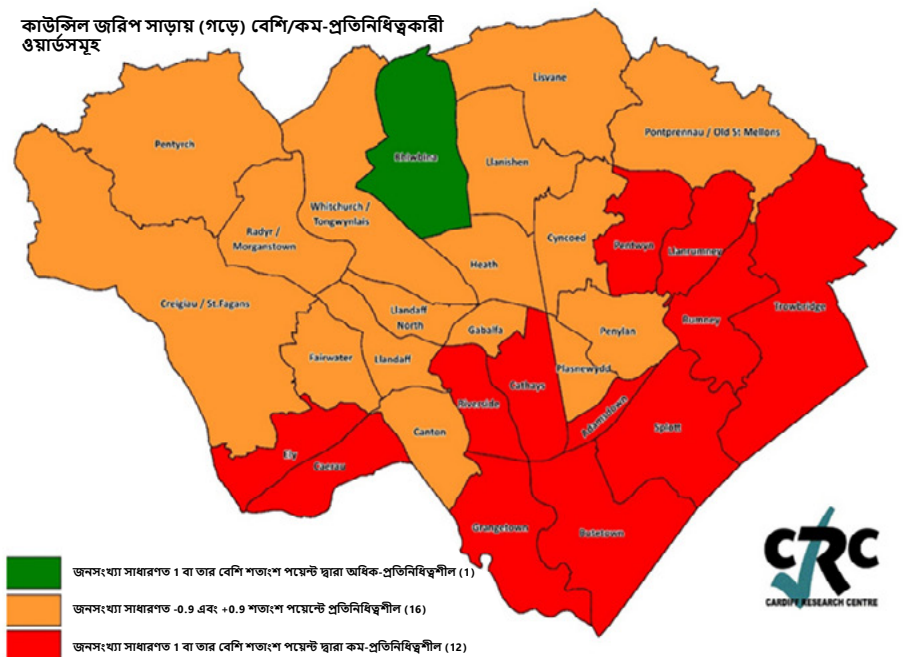 কাউন্সিল জরিপ সাড়ায় (গড়ে) বেশি/কম-প্রতিনিধিত্বকারী
ওয়ার্ডসমূহ
Lisvane
Pontprennau / Old St Mellons
Pentyrch
Rhiwbina
Llanishen
Whitchurch /
Tongwynlais
Radyr /
Morganstown
Cyncoed
Pentwyn
Llanrumney
Heath
Creigiau / St.Fagans
Trowbridge
Llandaff
North
Gabalfa
Penylan
Rumney
Fairwater
Llandaff
Plasnewydd
Cathays
Riverside
Adamsdown
Canton
Splott
Ely
Caerau
Grangetown
Butetown
CRC
CARDIFF RESEARCH CENTRE
জনসংখ্যা সাধারণত 1 বা তার বেশি শতাংশ পয়েন্ট দ্বারা অধিক-প্রতিনিধিত্বশীল (1)
জনসংখ্যা সাধারণত -0.9 এবং +0.9 শতাংশ পয়েন্টে প্রতিনিধিত্বশীল (16)
জনসংখ্যা সাধারণত 1 বা তার বেশি শতাংশ পয়েন্ট দ্বারা কম-প্রতিনিধিত্বশীল (12)